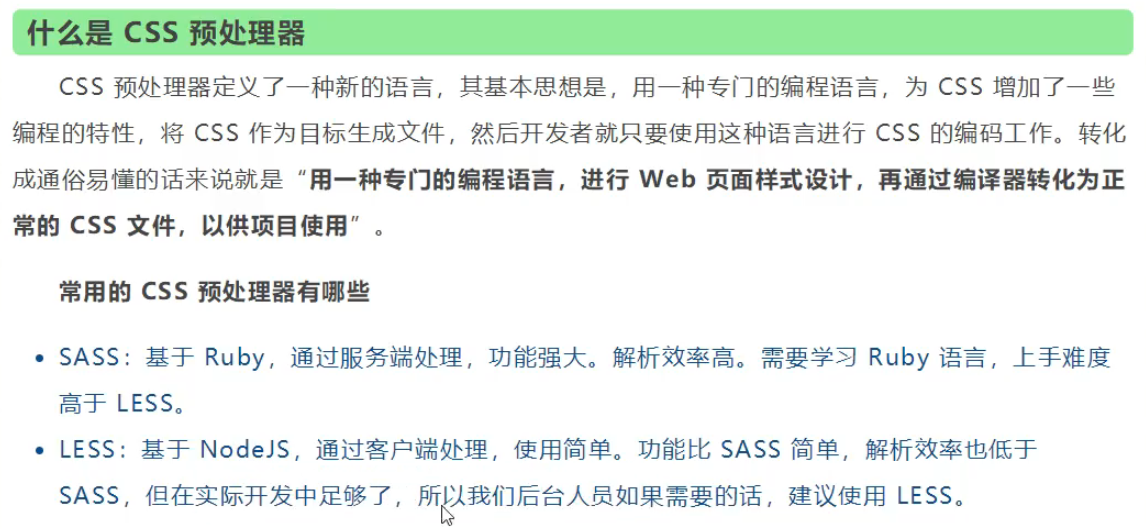 什么是 CSS 预处理器
CSS 预处理器定义了一种新的语言，其基本思想是，用一种专门的编程语言，为 CSS 增加了一些
编程的特性，将 CSS 作为目标生成文件，然后开发者就只要使用这种语言进行 CSS 的编码工作。转化
成通俗易懂的话来说就是“用一种专门的编程语言，进行 Web 页面样式设计，再通过编译器转化为正
常的 CSS 文件，以供项目使用”。
常用的 CSS 预处理器有哪些
• SASS：基于 Ruby，通过服务端处理，功能强大。解析效率高。需要学习 Ruby 语言，上手难度
高于 LESS。
• LESS：基于 NodeJS，通过客户端处理，使用简单。功能比 SASS 简单，解析效率也低于
SASS，但在实际开发中足够了，所以我们后台人员如果需要的话，建议使用 LESS。